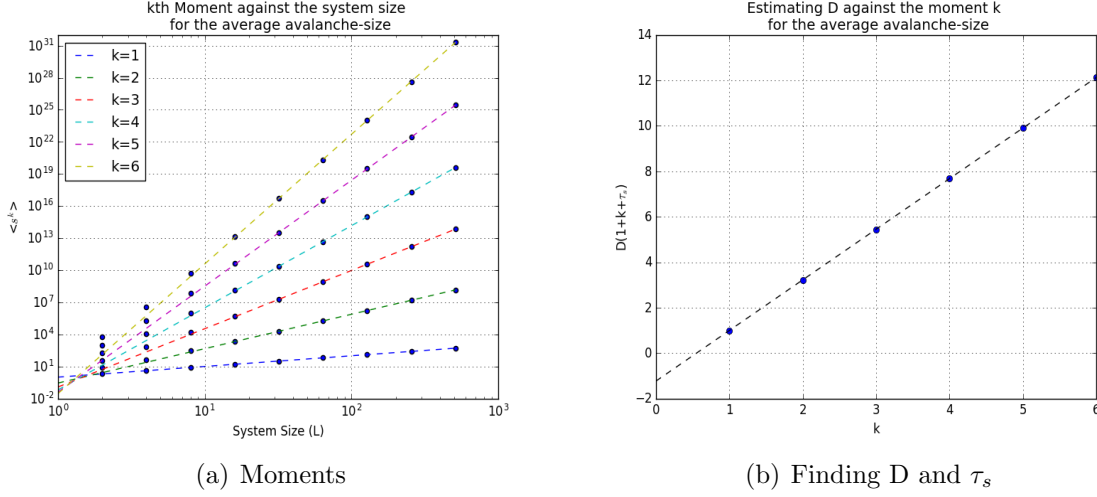 kth Moment against the system size
for the average avalanche-size
10^31
10^28
10^25
10^22
10^19
10^16
10^13
10^10
10^7
10^4
10^1
10^-2
<s^k>
k=1
k=2
k=3
k=4
k=5
k=6
10^0
10^1
10^2
10^3
System Size (L)
(a) Moments
Estimating D against the moment k
for the average avalanche-size
14
12
10
8
6
4
2
0
−2
D(1+k+τ_s)
0
1
2
3
4
5
6
k
(b) Finding D and τ_s